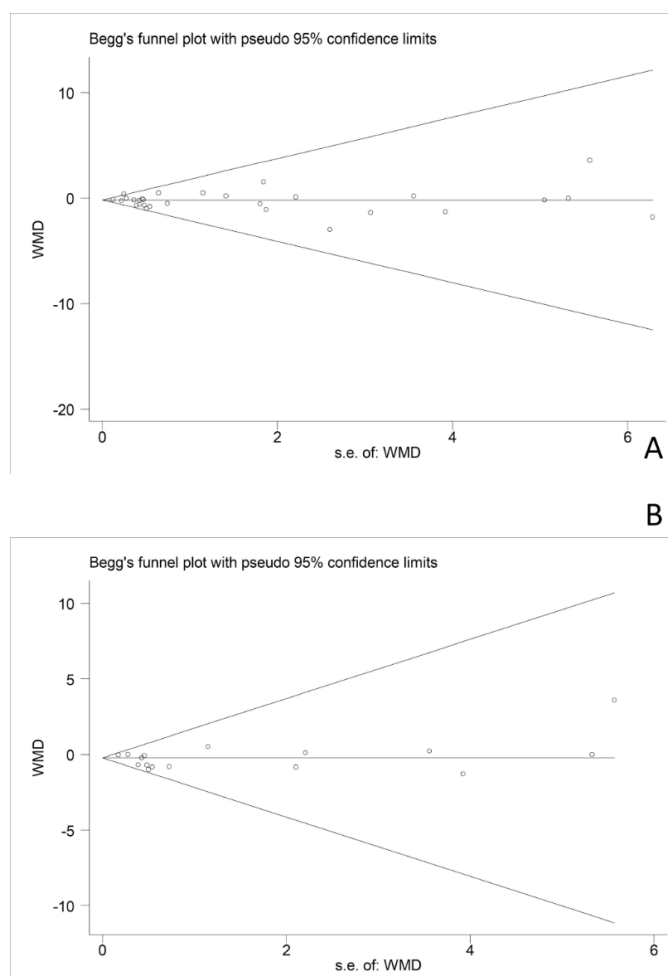 Begg's funnel plot with pseudo 95% confidence limits
10
0
-10
-20
WMD
0 2 4 6
s.e. of: WMD
A
B
Begg's funnel plot with pseudo 95% confidence limits
10
5
0
-5
-10
WMD
0 2 4 6
s.e. of: WMD